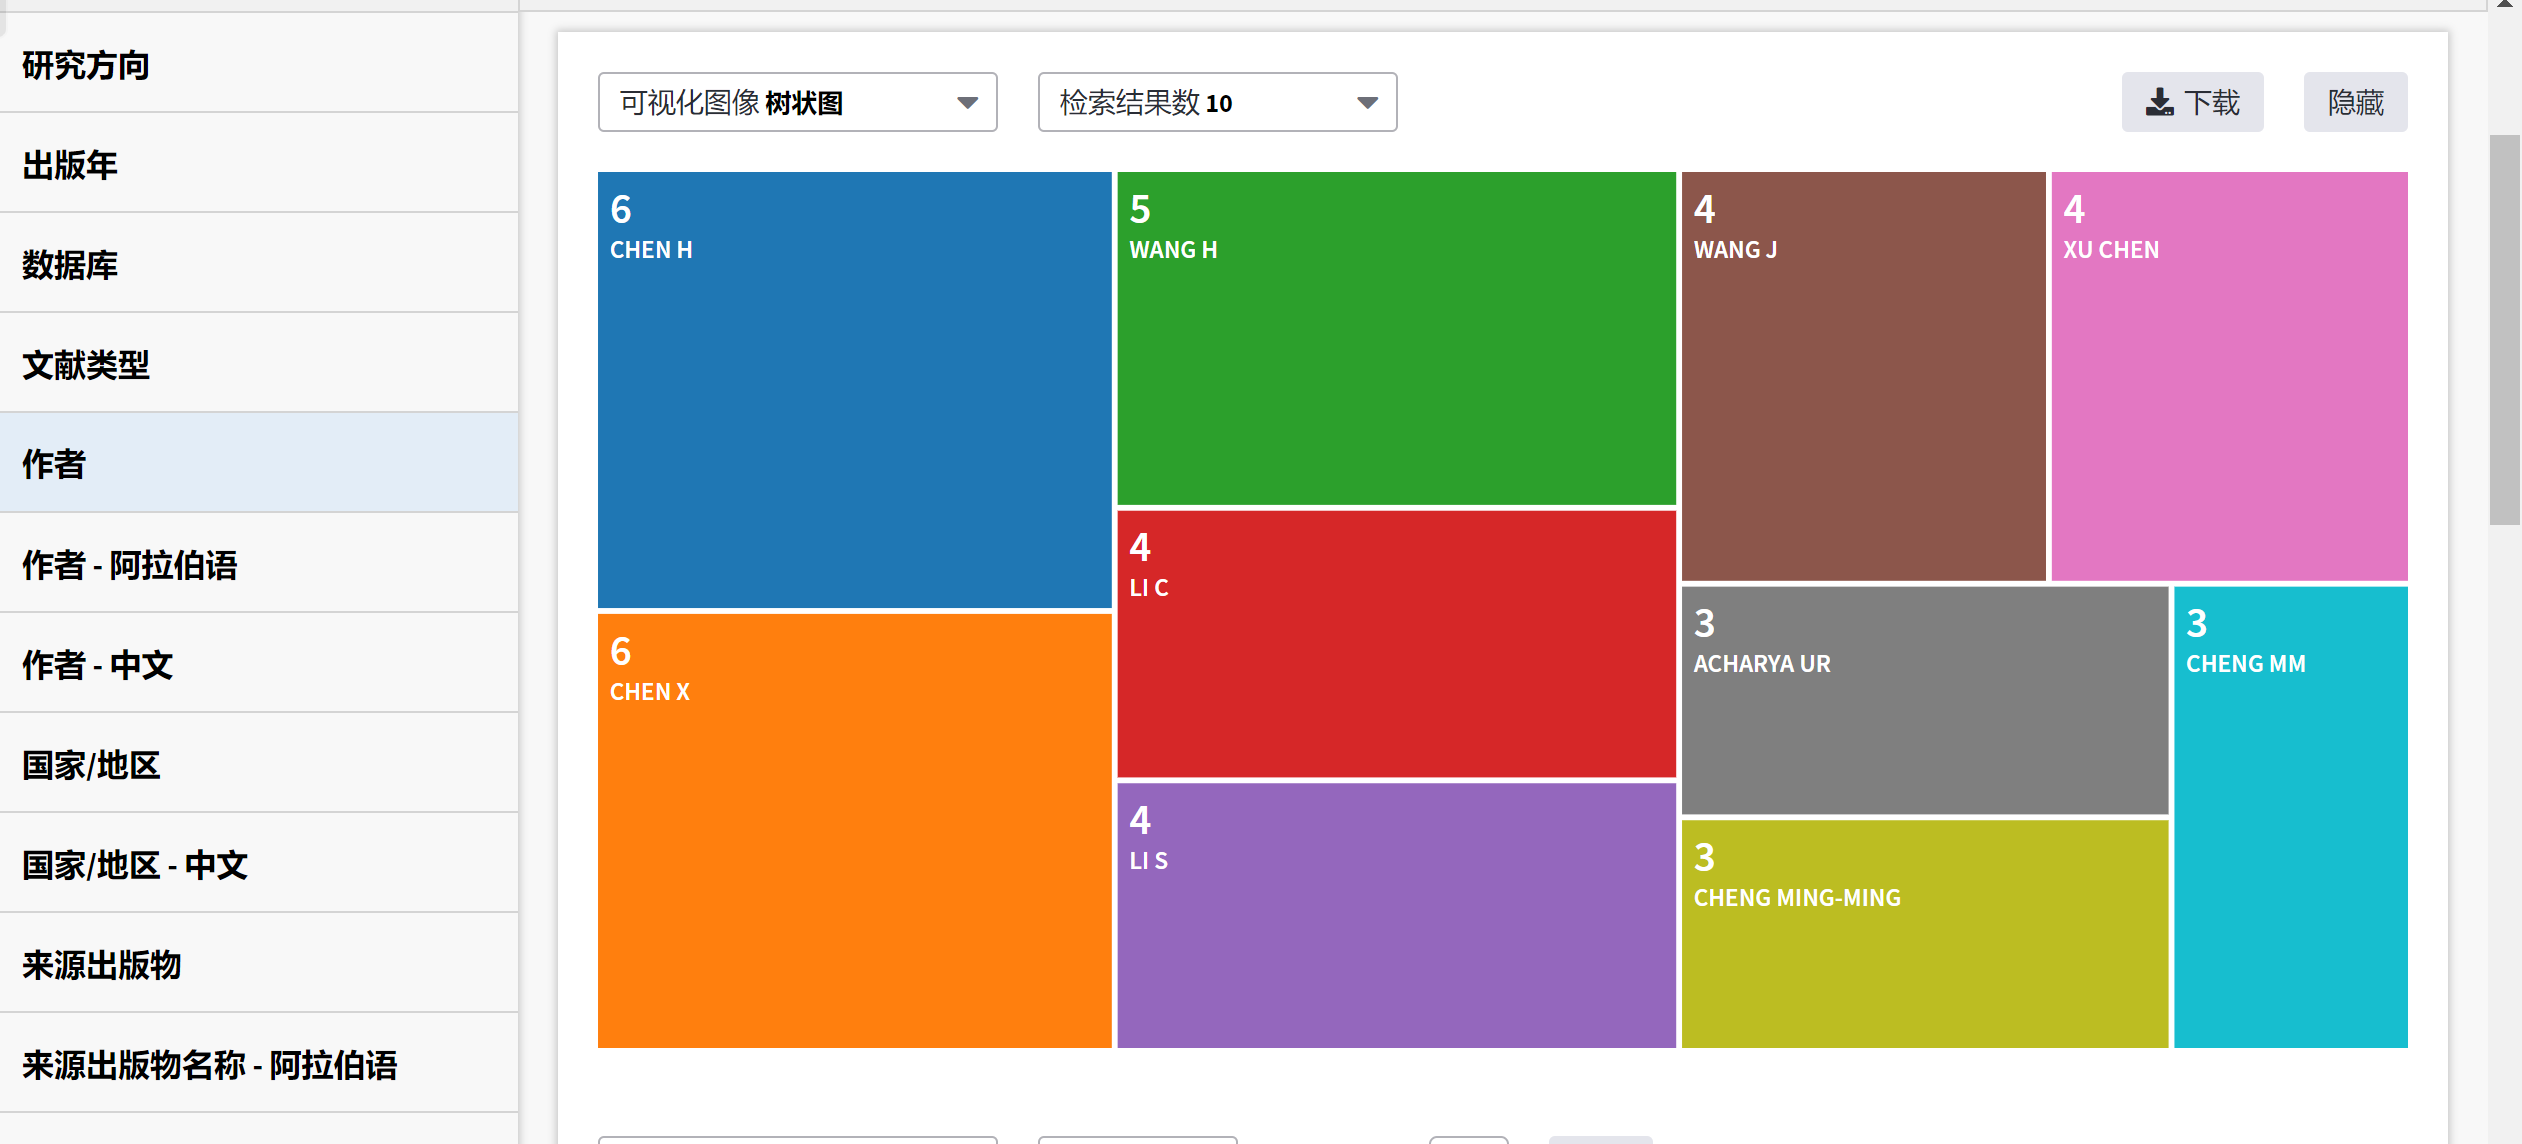 研究方向
出版年
数据库
文献类型
作者
作者 - 阿拉伯语
作者 - 中文
国家/地区
国家/地区 - 中文
来源出版物
来源出版物名称 - 阿拉伯语
可视化图像 树状图
检索结果数 10
下载
隐藏
6
CHEN H
5
WANG H
4
WANG J
4
XU CHEN
4
LI C
6
CHEN X
3
ACHARYA UR
3
CHENG MM
4
LI S
3
CHENG MING-MING